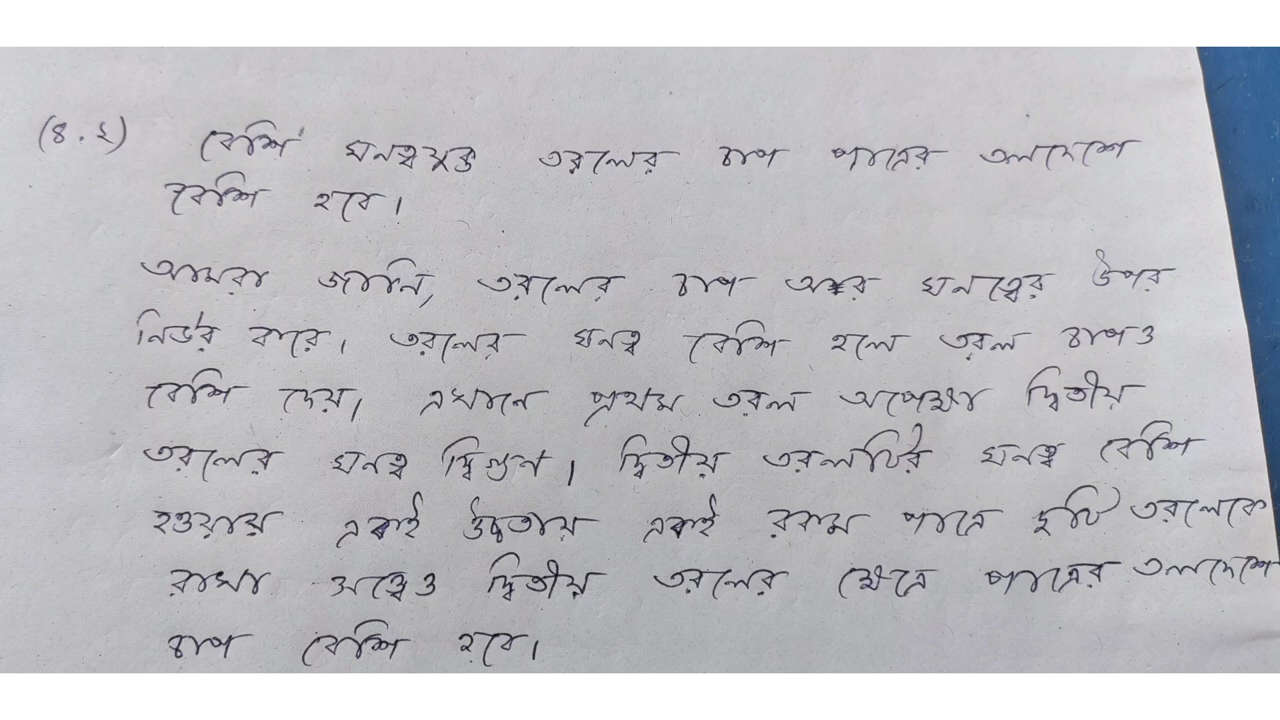 (৪.২) বেশি ঘনত্বযুক্ত তরলের চাপ পাত্রের তলদেশে
বেশি হবে।
আমরা জানি, তরলের চাপ তার ঘনত্বের উপর
নির্ভর করে। তরলের ঘনত্ব বেশি হলে তরল চাপও
বেশি দেয়। এখানে প্রথম তরল অপেক্ষা দ্বিতীয়
তরলের ঘনত্ব দ্বিগুন। দ্বিতীয় তরলটির ঘনত্ব বেশি
হওয়ায় একই উচ্চতায় একই রকম পাত্রে দুটি তরলকে
রাখা সত্ত্বেও দ্বিতীয় তরলের ক্ষেত্রে পাত্রের তলদেশে
চাপ বেশি হবে।